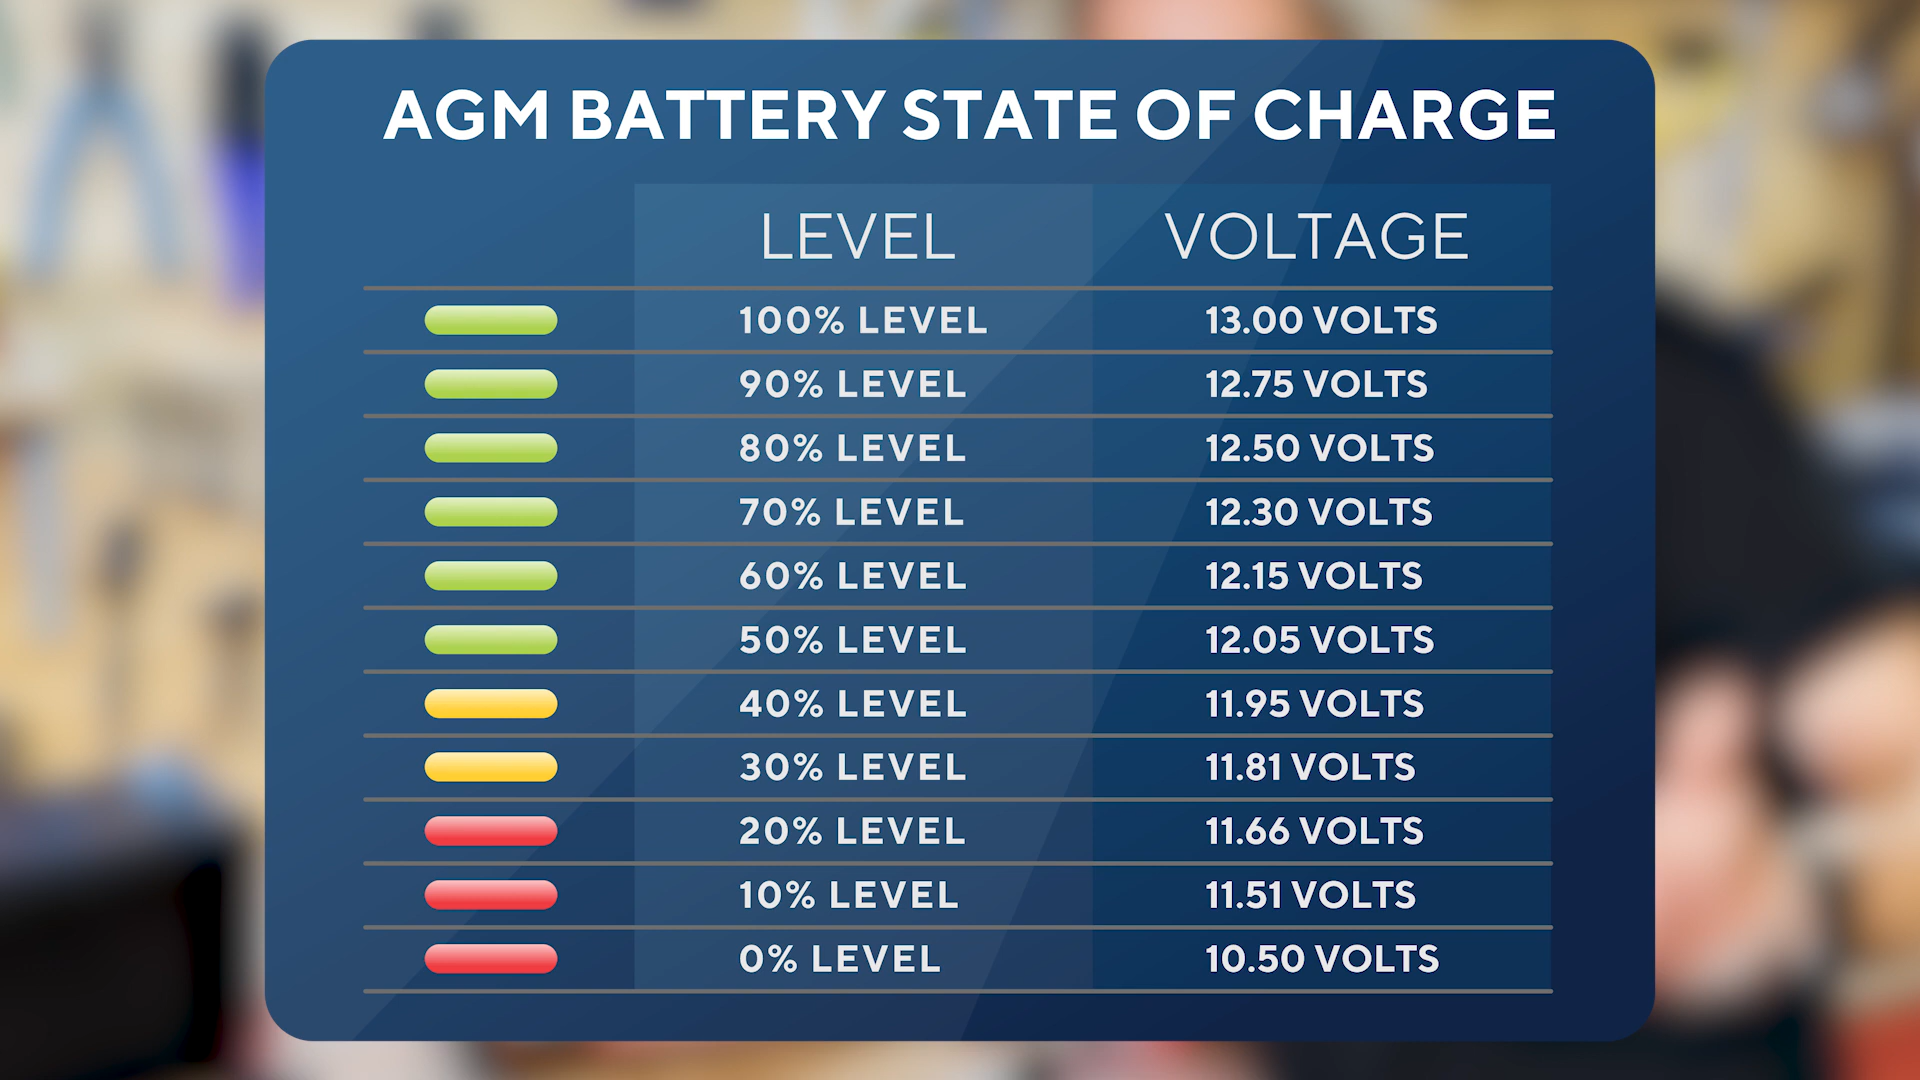 AGM BATTERY STATE OF CHARGE
LEVEL VOLTAGE
100% LEVEL 13.00 VOLTS
90% LEVEL 12.75 VOLTS
80% LEVEL 12.50 VOLTS
70% LEVEL 12.30 VOLTS
60% LEVEL 12.15 VOLTS
50% LEVEL 12.05 VOLTS
40% LEVEL 11.95 VOLTS
30% LEVEL 11.81 VOLTS
20% LEVEL 11.66 VOLTS
10% LEVEL 11.51 VOLTS
0% LEVEL 10.50 VOLTS